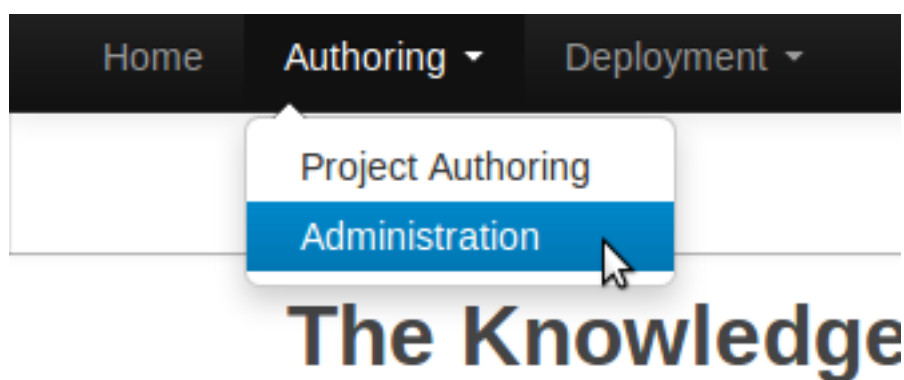 Home Authoring Deployment
Project Authoring
Administration
The Knowledge